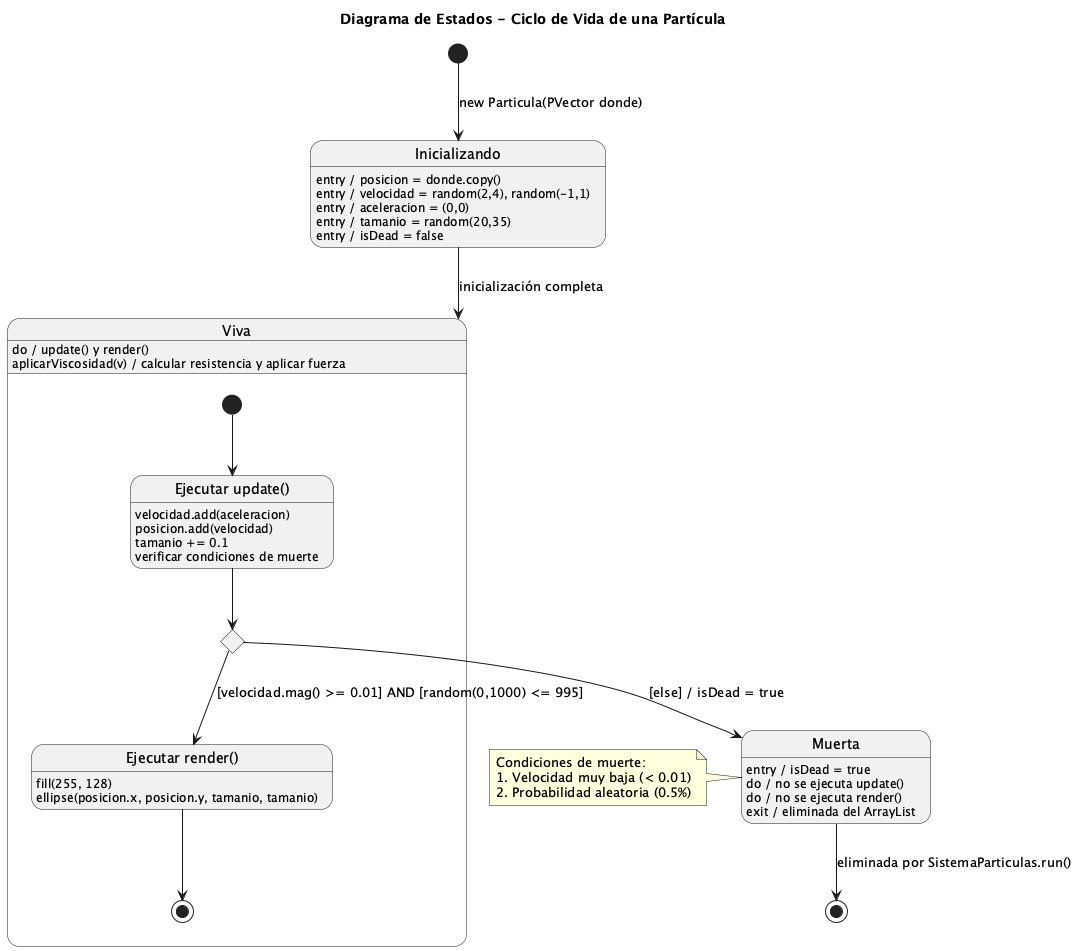 Diagrama de Estados - Ciclo de Vida de una Partícula
new Particula(PVector donde)
Inicializando
entry / posicion = donde.copy()
entry / velocidad = random(2,4), random(-1,1)
entry / aceleracion = (0,0)
entry / tamanio = random(20,35)
entry / isDead = false
inicialización completa
Viva
do / update() y render()
aplicarViscosidad(v) / calcular resistencia y aplicar fuerza
Ejecutar update()
velocidad.add(aceleracion)
posicion.add(velocidad)
tamanio += 0.1
verificar condiciones de muerte
[velocidad.mag() >= 0.01] AND [random(0,1000) <= 995]
[else] / isDead = true
Ejecutar render()
fill(255, 128)
ellipse(posicion.x, posicion.y, tamanio, tamanio)
Condiciones de muerte:
1. Velocidad muy baja (< 0.01)
2. Probabilidad aleatoria (0.5%)
Muerta
entry / isDead = true
do / no se ejecuta update()
do / no se ejecuta render()
exit / eliminada del ArrayList
eliminada por SistemaParticulas.run()